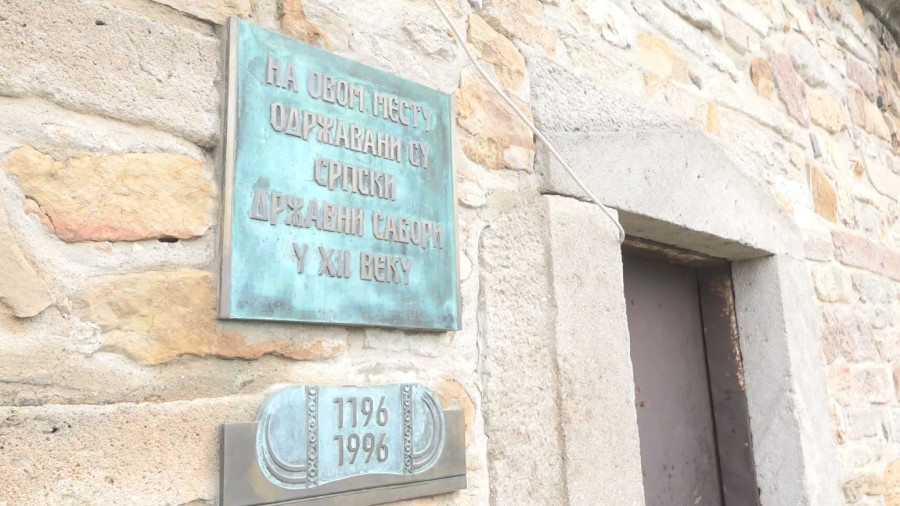 НА ОВОМ МЕСТУ
ОДРЖАВАНИ СУ
СРПСКИ
ДРЖАВНИ САБОРИ
У XII ВЕКУ
1196
1996